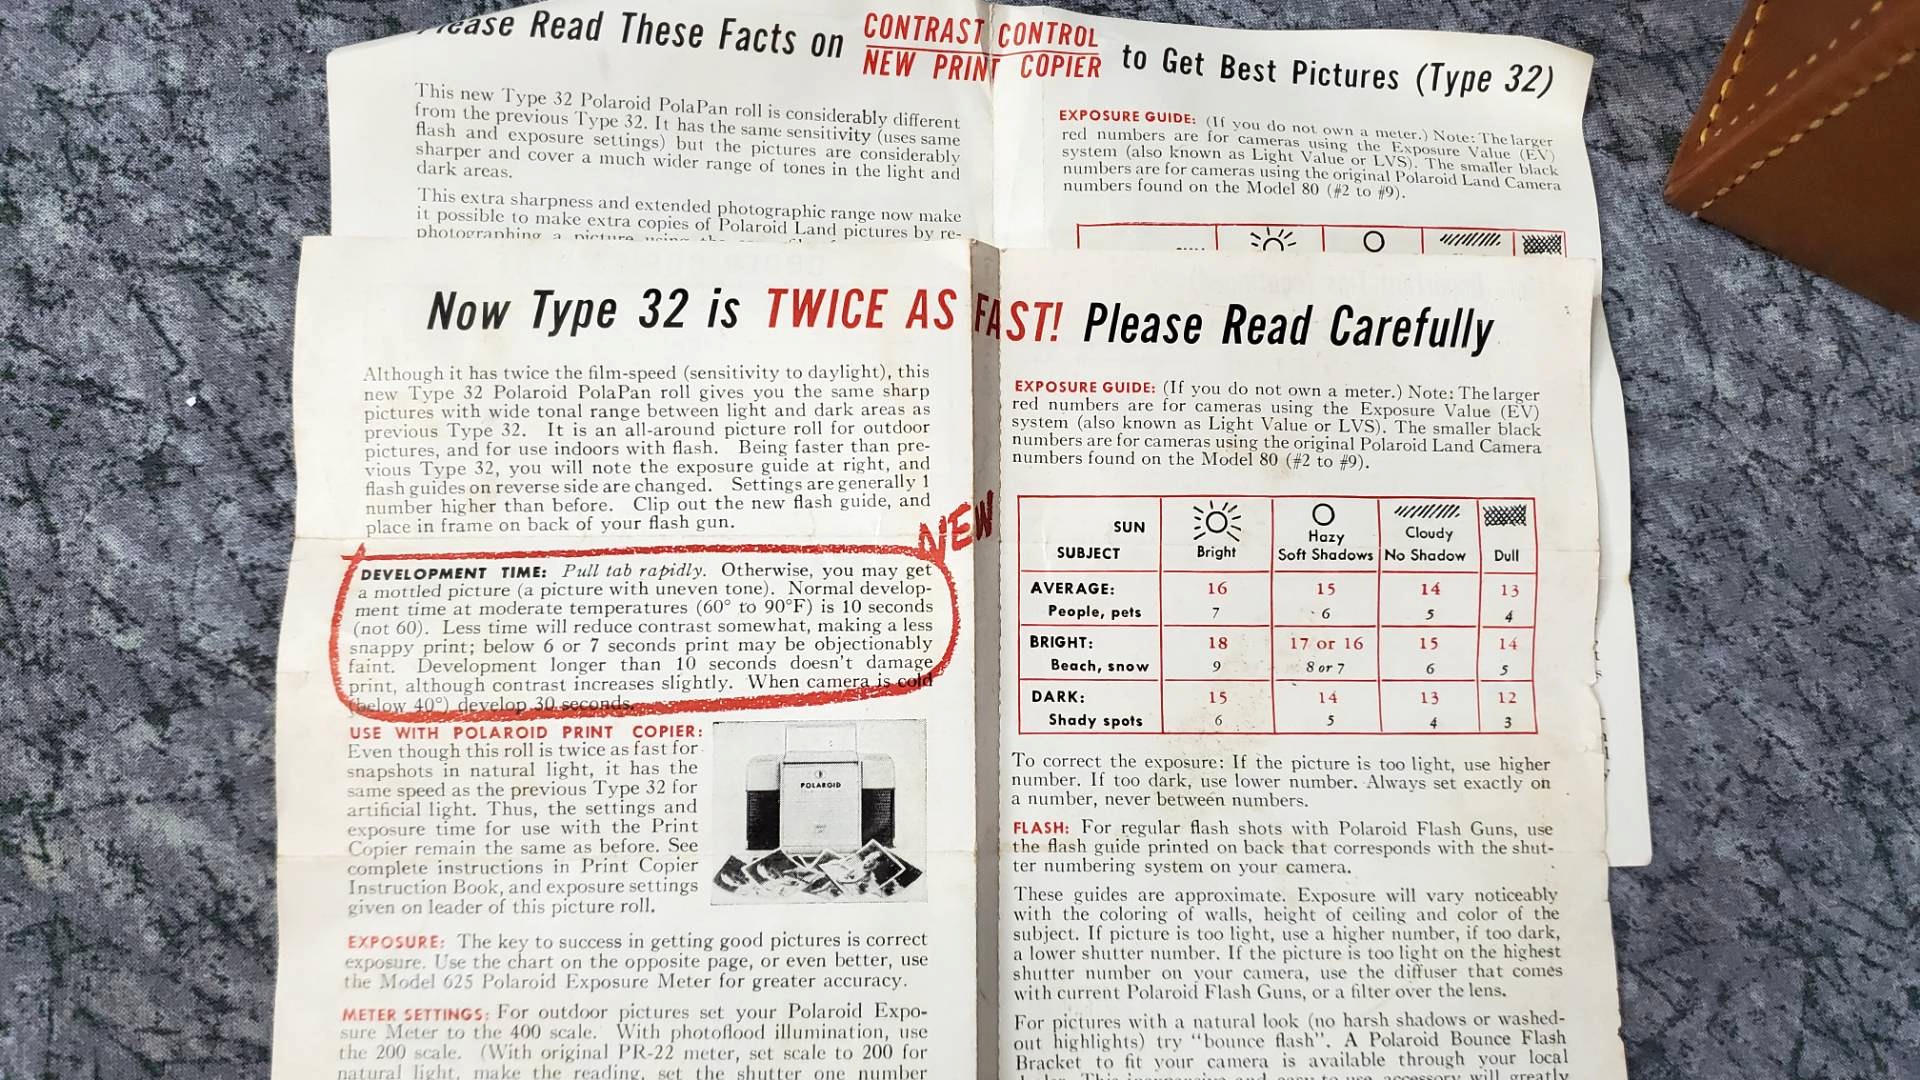 Please Read These Facts on CONTRAST CONTROL
NEW PRINT COPIER to Get Best Pictures (Type 32)
This new Type 32 Polaroid PolaPan roll is considerably different
from the previous Type 32. It has the same sensitivity (uses same
flash and exposure settings) but the pictures are considerably
sharper and cover a much wider range of tones in the light and
dark areas.
This extra sharpness and extended photographic range now make
it possible to make extra copies of Polaroid Land pictures by re-
photographing a picture using the
EXPOSURE GUIDE: (If you do not own a meter.) Note: The larger
red numbers are for cameras using the Exposure Value (EV)
system (also known as Light Value or LVS). The smaller black
numbers are for cameras using the original Polaroid Land Camera
numbers found on the Model 80 (#2 to #9).
Now Type 32 is TWICE AS FAST! Please Read Carefully
Although it has twice the film-speed (sensitivity to daylight), this
new Type 32 Polaroid PolaPan roll gives you the same sharp
pictures with wide tonal range between light and dark areas as
previous Type 32. It is an all-around picture roll for outdoor
pictures, and for use indoors with flash. Being faster than pre-
vious Type 32, you will note the exposure guide at right, and
flash guides on reverse side are changed. Settings are generally 1
number higher than before. Clip out the new flash guide, and
place in frame on back of your flash gun.
NEW
DEVELOPMENT TIME: Pull tab rapidly. Otherwise, you may get
a mottled picture (a picture with uneven tone). Normal develop-
ment time at moderate temperatures (60° to 90°F) is 10 seconds
(not 60). Less time will reduce contrast somewhat, making a less
snappy print; below 6 or 7 seconds print may be objectionably
faint. Development longer than 10 seconds doesn't damage
print, although contrast increases slightly. When camera is cold
(below 40°) develop 30 seconds.
USE WITH POLAROID PRINT COPIER:
Even though this roll is twice as fast for
snapshots in natural light, it has the
same speed as the previous Type 32 for
artificial light. Thus, the settings and
exposure time for use with the Print
Copier remain the same as before. See
complete instructions in Print Copier
Instruction Book, and exposure settings
given on leader of this picture roll.
POLAROID
EXPOSURE: The key to success in getting good pictures is correct
exposure. Use the chart on the opposite page, or even better, use
the Model 625 Polaroid Exposure Meter for greater accuracy.
METER SETTINGS: For outdoor pictures set your Polaroid Expo-
sure Meter to the 400 scale. With photoflood illumination, use
the 200 scale. (With original PR-22 meter, set scale to 200 for
natural light, make the reading, set the shutter one number
EXPOSURE GUIDE: (If you do not own a meter.) Note: The larger
red numbers are for cameras using the Exposure Value (EV)
system (also known as Light Value or LVS). The smaller black
numbers are for cameras using the original Polaroid Land Camera
numbers found on the Model 80 (#2 to #9).
SUN
SUBJECT Bright Hazy Soft Shadows Cloudy No Shadow Dull
AVERAGE: 16 15 14 13
People, pets 7 6 5 4
BRIGHT: 18 17 or 16 15 14
Beach, snow 9 8 or 7 6 5
DARK: 15 14 13 12
Shady spots 6 5 4 3
To correct the exposure: If the picture is too light, use higher
number. If too dark, use lower number. Always set exactly on
a number, never between numbers.
FLASH: For regular flash shots with Polaroid Flash Guns, use
the flash guide printed on back that corresponds with the shut-
ter numbering system on your camera.
These guides are approximate. Exposure will vary noticeably
with the coloring of walls, height of ceiling and color of the
subject. If picture is too light, use a higher number, if too dark,
a lower shutter number. If the picture is too light on the highest
shutter number on your camera, use the diffuser that comes
with current Polaroid Flash Guns, or a filter over the lens.
For pictures with a natural look (no harsh shadows or washed-
out highlights) try "bounce flash". A Polaroid Bounce Flash
Bracket to fit your camera is available through your local